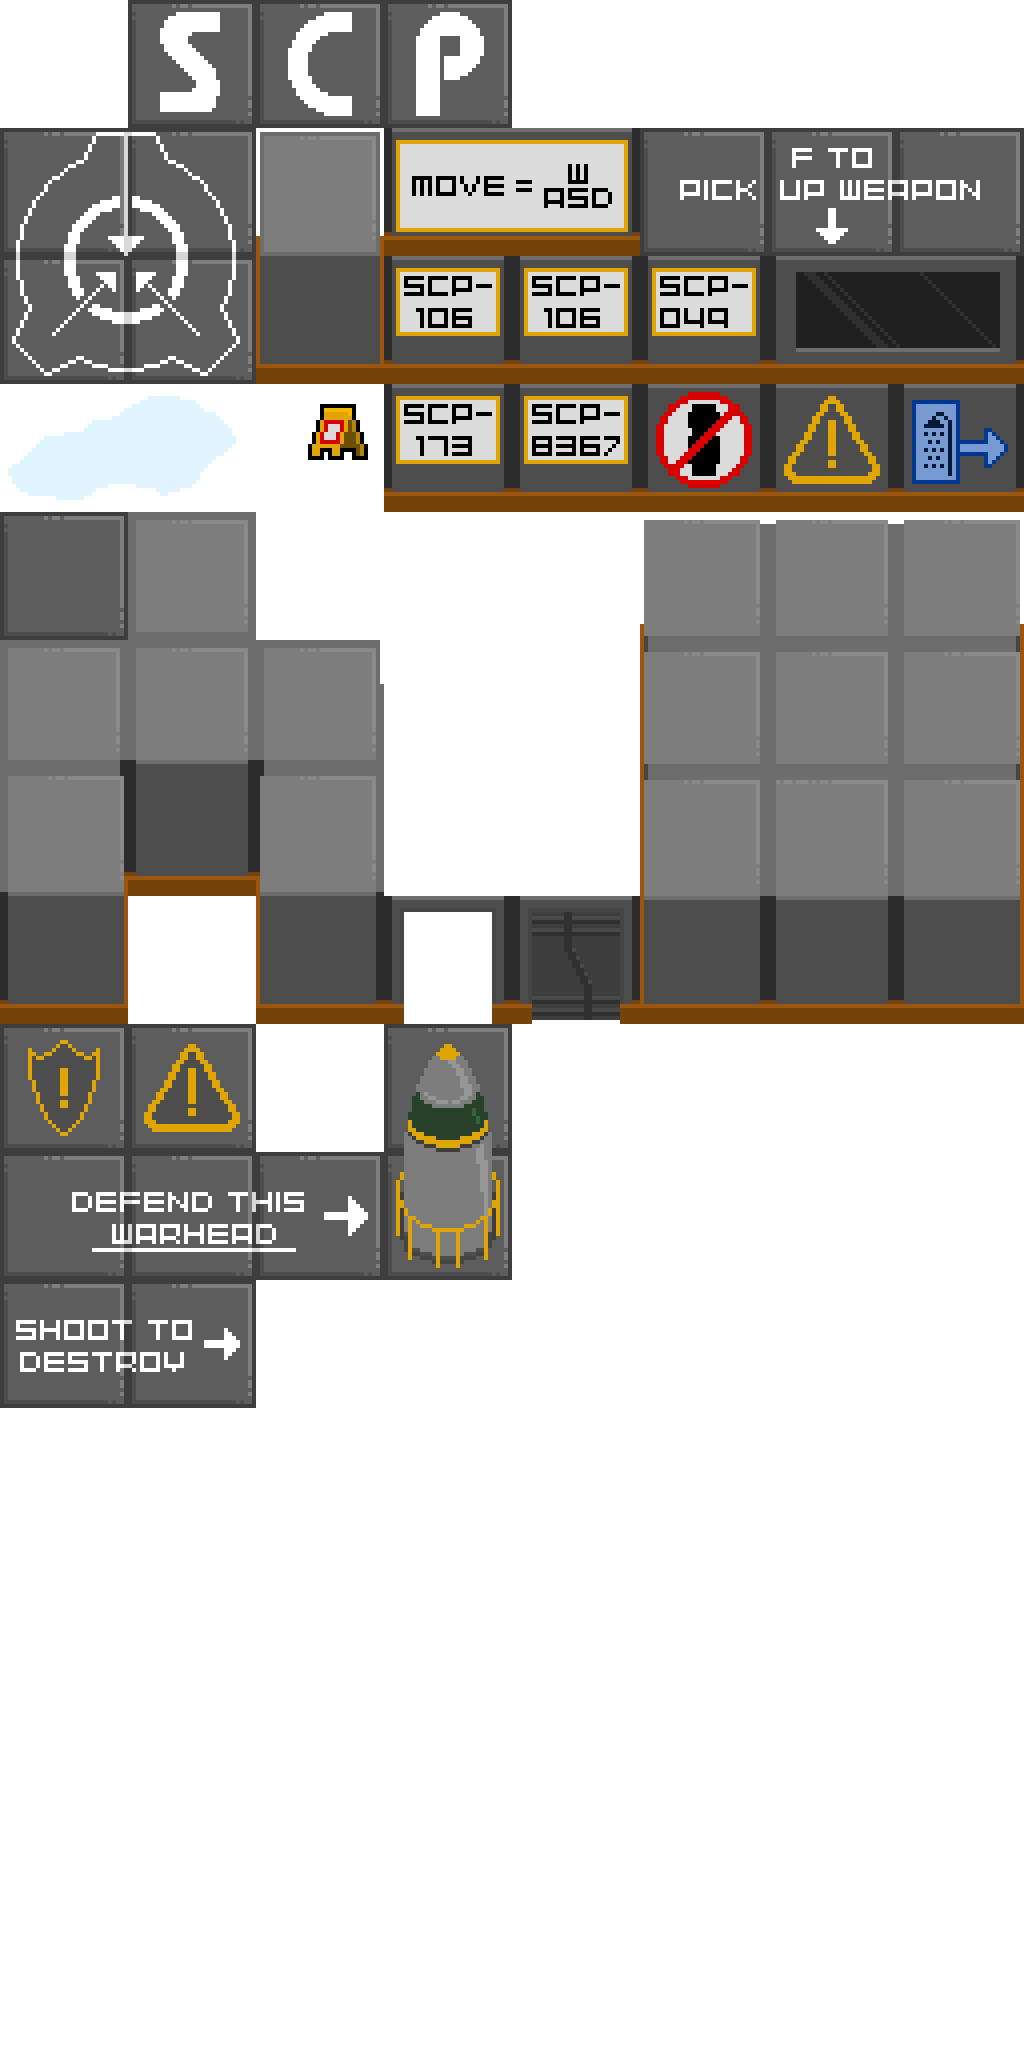 SCP
MOVE = W
ASD
F TO
PICK UP WEAPON
SCP-
106
SCP-
106
SCP-
049
SCP-
173
SCP-
8367
!
!
!
DEFEND THIS
WARHEAD
SHOOT TO
DESTROY